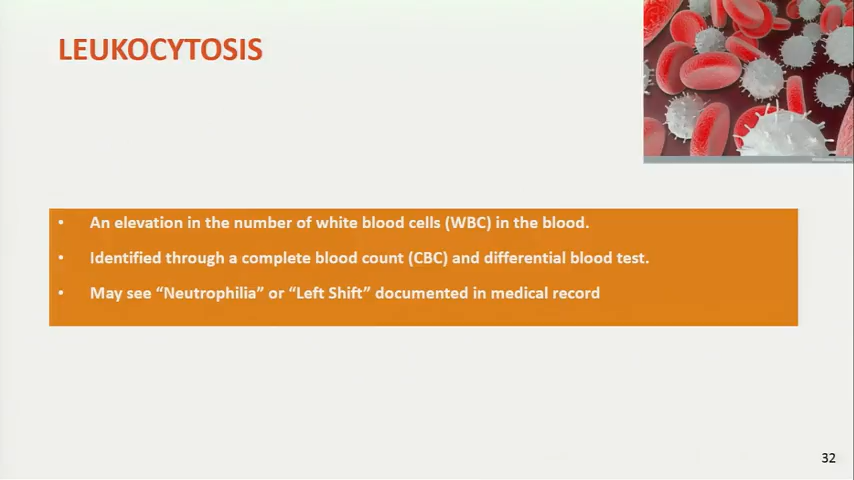 LEUKOCYTOSIS
• An elevation in the number of white blood cells (WBC) in the blood.
• Identified through a complete blood count (CBC) and differential blood test.
• May see “Neutrophilia” or “Left Shift” documented in medical record
32